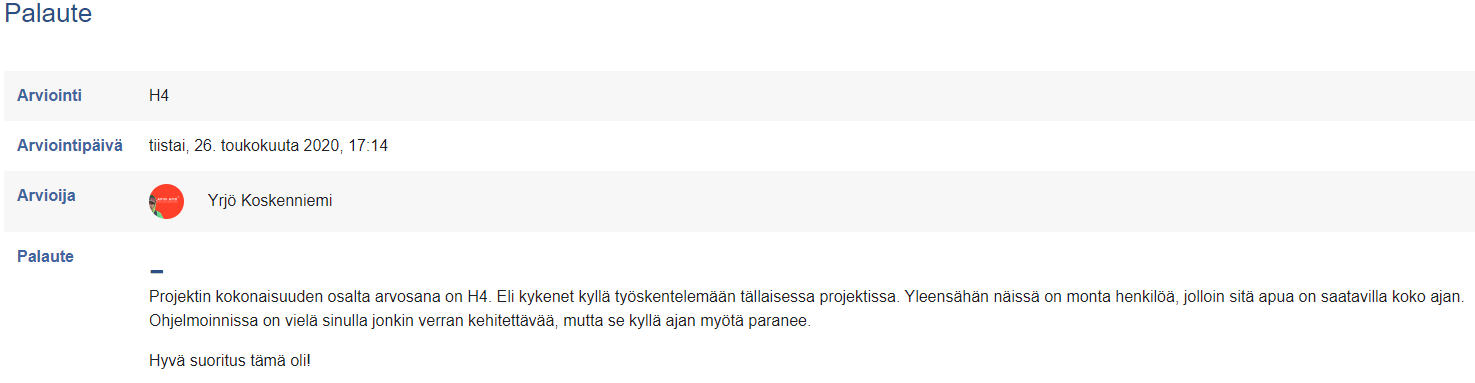 Palaute
Arviointi H4
Arviointipäivä tiistai, 26. toukokuuta 2020, 17:14
Arvioija Yrjö Koskenniemi
Palaute
Projektin kokonaisuuden osalta arvosana on H4. Eli kykenet kyllä työskentelemään tällaisessa projektissa. Yleensähän näissä on monta henkilöä, jolloin sitä apua on saatavilla koko ajan.
Ohjelmoinnissa on vielä sinulla jonkin verran kehitettävää, mutta se kyllä ajan myötä paranee.
Hyvä suoritus tämä oli!